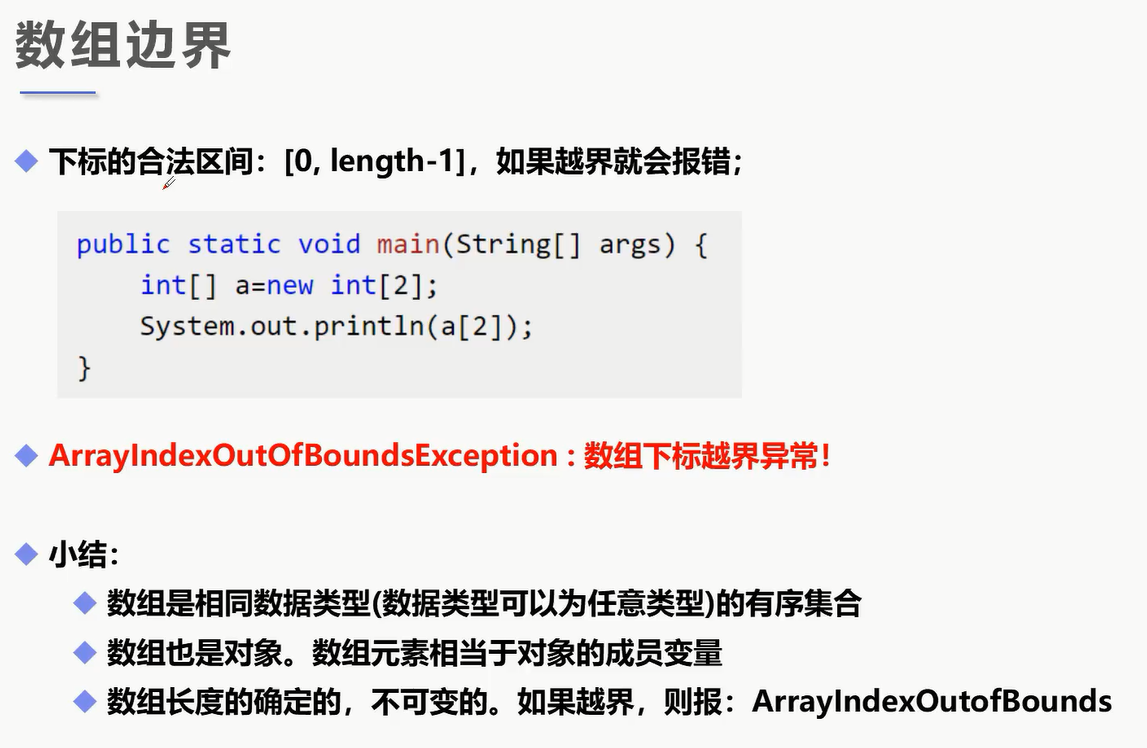 数组边界
下标的合法区间：[0, length-1]，如果越界就会报错；
public static void main(String[] args) {
    int[] a=new int[2];
    System.out.println(a[2]);
}
ArrayIndexOutOfBoundsException : 数组下标越界异常！
小结：
数组是相同数据类型(数据类型可以为任意类型)的有序集合
数组也是对象。数组元素相当于对象的成员变量
数组长度的确定的，不可变的。如果越界，则报：ArrayIndexOutofBounds